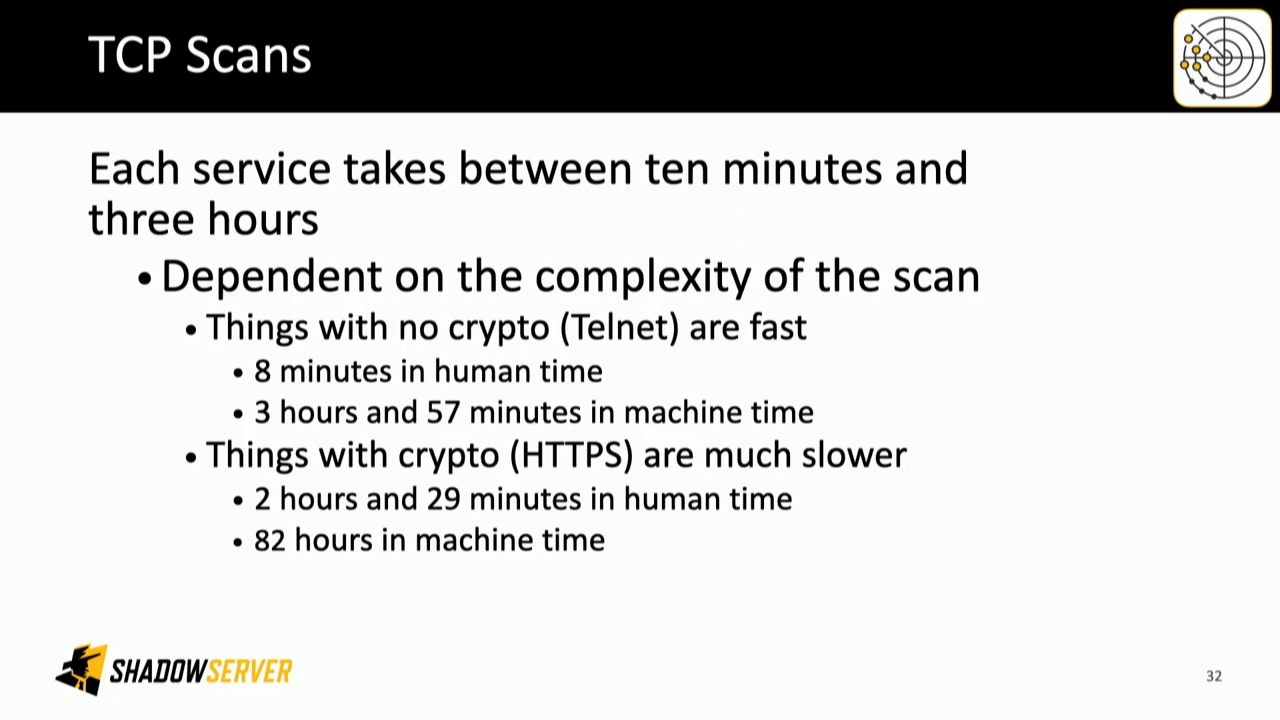 TCP Scans
Each service takes between ten minutes and
three hours
• Dependent on the complexity of the scan
• Things with no crypto (Telnet) are fast
• 8 minutes in human time
• 3 hours and 57 minutes in machine time
• Things with crypto (HTTPS) are much slower
• 2 hours and 29 minutes in human time
• 82 hours in machine time
SHADOWSERVER
32